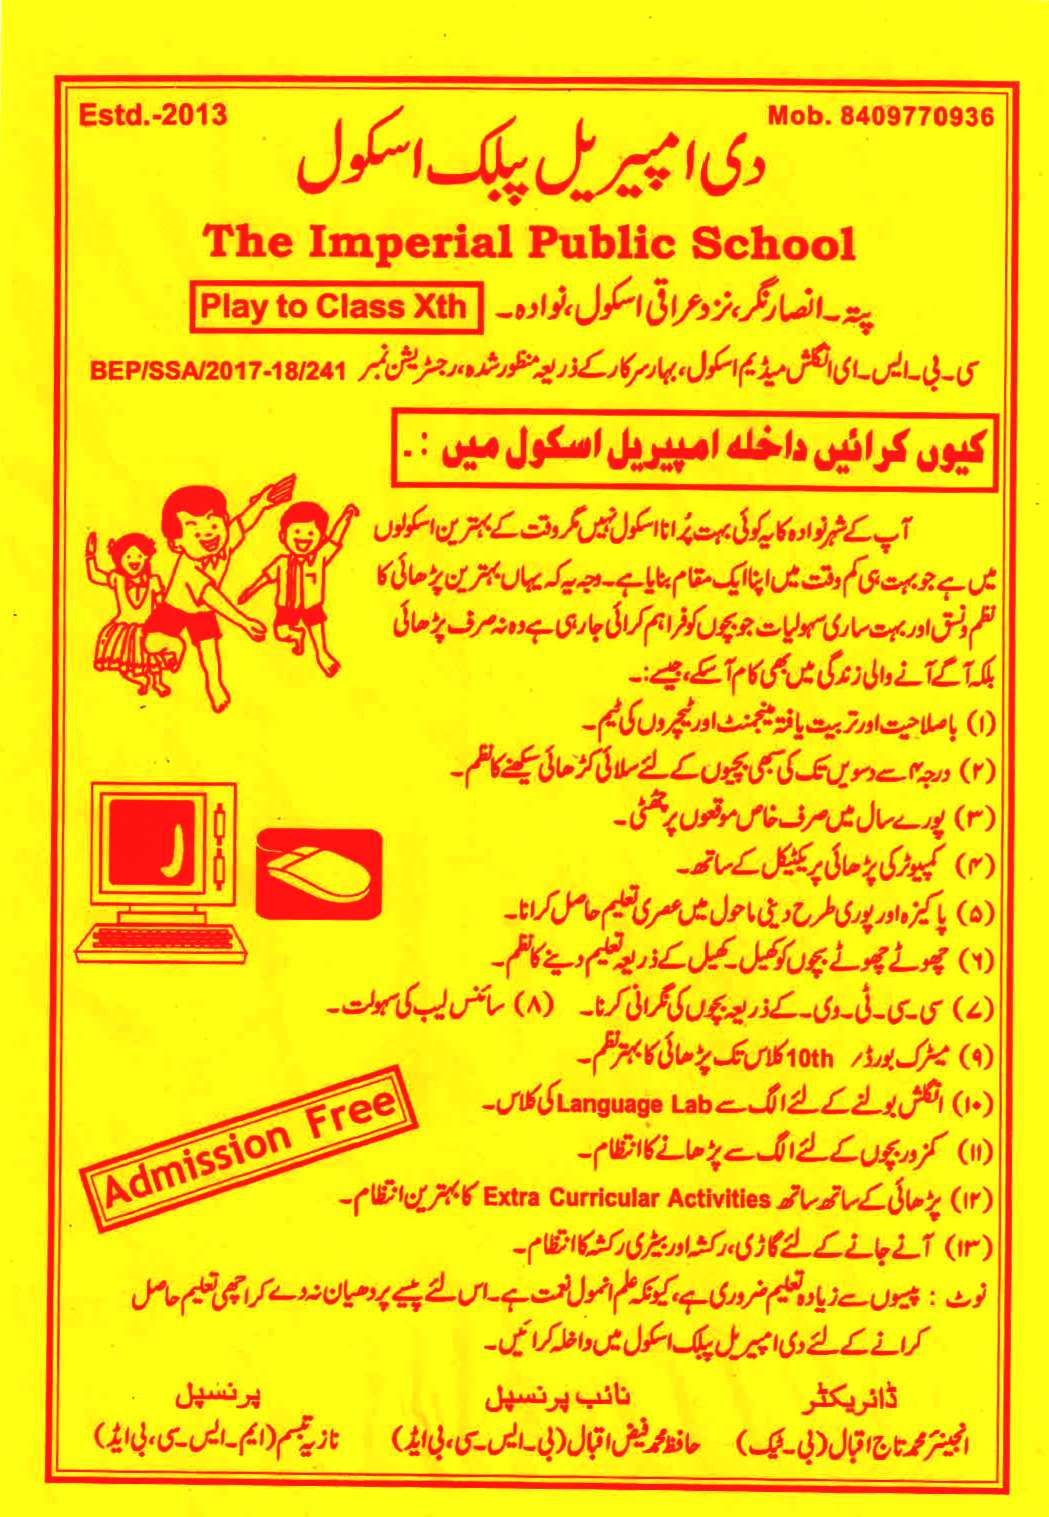 Estd.-2013
Mob. 8409770936
دی امپیریل پبلک اسکول
The Imperial Public School
پتہ۔ انصار نگر، نزد عراقی اسکول، نوادہ۔
Play to Class Xth
سی۔بی۔ایس۔ای انگلش میڈیم اسکول، بہار سرکار کے ذریعہ منظور شدہ، رجسٹریشن نمبر BEP/SSA/2017-18/241
کیوں کرائیں داخلہ امپیریل اسکول میں :۔
آپ کے شہر نوادہ کا یہ کوئی بہت پُرانا اسکول نہیں مگر وقت کے بہترین اسکولوں
میں ہے جو بہت ہی کم وقت میں اپنا ایک مقام بنایا ہے۔ وجہ یہ کہ یہاں بہترین پڑھائی کا
نظم و نسق اور بہت ساری سہولیات جو بچوں کو فراہم کرائی جا رہی ہے وہ نہ صرف پڑھائی
بلکہ آگے آنے والی زندگی میں بھی کام آ سکے، جیسے:۔
(۱) باصلاحیت اور تربیت یافتہ مینجمنٹ اور ٹیچروں کی ٹیم۔
(۲) درجہ ۴ سے دسویں تک کی سبھی بچیوں کے لئے سلائی کڑھائی سیکھنے کا نظم۔
(۳) پورے سال میں صرف خاص موقعوں پر چھُٹی۔
(۴) کمپیوٹر کی پڑھائی پریکٹیکل کے ساتھ۔
(۵) پاکیزہ اور پوری طرح دینی ماحول میں عصری تعلیم حاصل کرانا۔
(۶) چھوٹے چھوٹے بچوں کو کھیل۔کھیل کے ذریعہ تعلیم دینے کا نظم۔
(۷) سی۔سی۔ٹی۔وی۔ کے ذریعہ بچوں کی نگرانی کرنا۔ (۸) سائنس لیب کی سہولت۔
(۹) میٹرک بورڈ/ 10th کلاس تک پڑھائی کا بہتر نظم۔
(۱۰) انگلش بولنے کے لئے الگ سے Language Lab کی کلاس۔
(۱۱) کمزور بچوں کے لئے الگ سے پڑھانے کا انتظام۔
(۱۲) پڑھائی کے ساتھ ساتھ Extra Curricular Activities کا بہترین انتظام۔
(۱۳) آنے جانے کے لئے گاڑی، رکشہ اور بیٹری رکشہ کا انتظام۔
Admission Free
نوٹ : پیسوں سے زیادہ تعلیم ضروری ہے، کیونکہ علم انمول نعمت ہے۔ اس لئے پیسے پر دھیان نہ دے کر اچھی تعلیم حاصل
کرانے کے لئے دی امپیریل پبلک اسکول میں داخلہ کرائیں۔
ڈائریکٹر
نائب پرنسپل
پرنسپل
انجینئر محمد تاج اقبال (بی۔ٹیک)
حافظ محمد فیض اقبال (بی۔ایس۔سی، بی ایڈ)
نازیہ تبسم (ایم۔ایس۔سی، بی ایڈ)